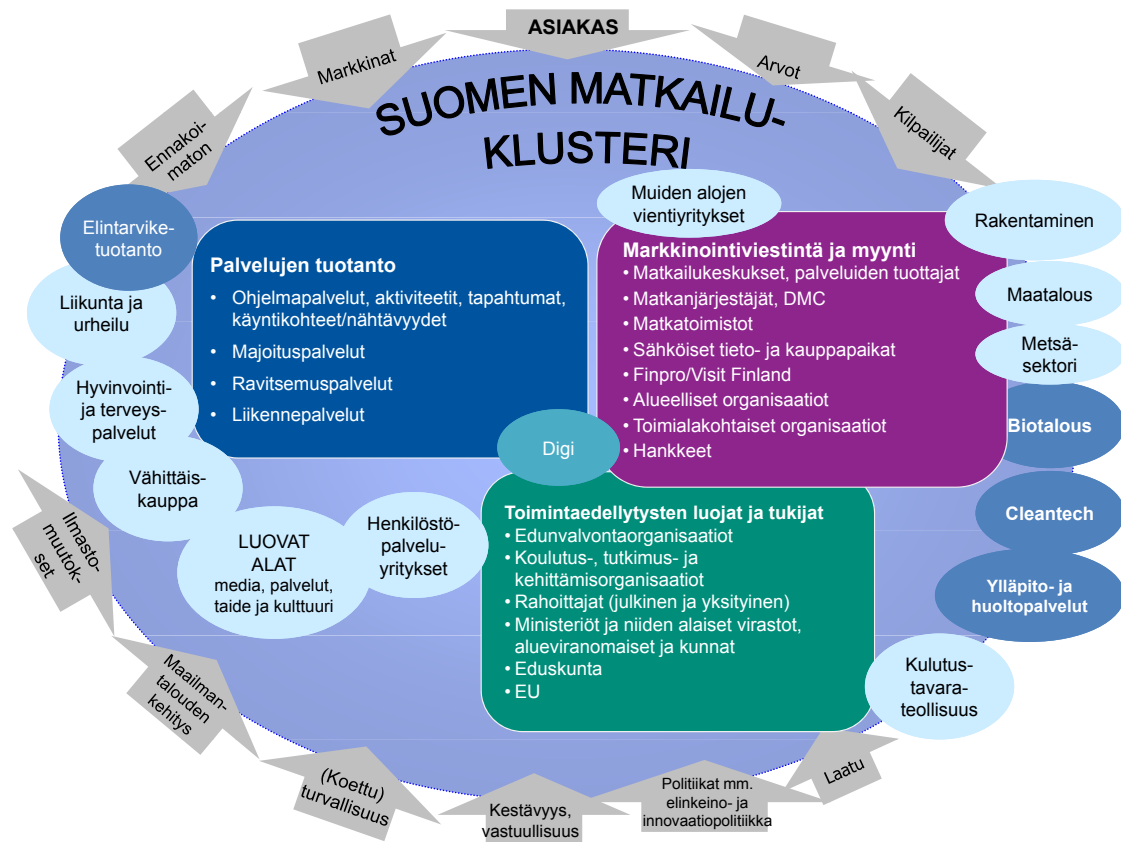 ASIAKAS
Markkinat
Arvot
Ennakoi-
maton
Kilpailijat
SUOMEN MATKAILU-
KLUSTERI
Muiden alojen
vientiyritykset
Elintarvike-
tuotanto
Liikunta ja
urheilu
Hyvinvointi-
ja terveys-
palvelut
Vähittäis-
kauppa
LUOVAT
ALAT
media, palvelut,
taide ja kulttuuri
Henkilöstö-
palvelu-
yritykset
Palvelujen tuotanto
• Ohjelmapalvelut, aktiviteetit, tapahtumat,
käyntikohteet/nähtävyydet
• Majoituspalvelut
• Ravitsemuspalvelut
• Liikennepalvelut
Digi
Markkinointiviestintä ja myynti
• Matkailukeskukset, palveluiden tuottajat
• Matkanjärjestäjät, DMC
• Matkatoimistot
• Sähköiset tieto- ja kauppapaikat
• Finpro/Visit Finland
• Alueelliset organisaatiot
• Toimialakohtaiset organisaatiot
• Hankkeet
Toimintaedellytysten luojat ja tukijat
• Edunvalvontaorganisaatiot
• Koulutus-, tutkimus- ja
kehittämisorganisaatiot
• Rahoittajat (julkinen ja yksityinen)
• Ministeriöt ja niiden alaiset virastot,
alueviranomaiset ja kunnat
• Eduskunta
• EU
Rakentaminen
Maatalous
Metsä-
sektori
Biotalous
Cleantech
Ylläpito- ja
huoltopalvelut
Kulutus-
tavara-
teollisuus
Ilmasto-
muutok-
set
Maailman-
talouden
kehitys
(Koettu)
turvallisuus
Kestävyys,
vastuullisuus
Politiikat mm.
elinkeino- ja
innovaatiopolitiikka
Laatu